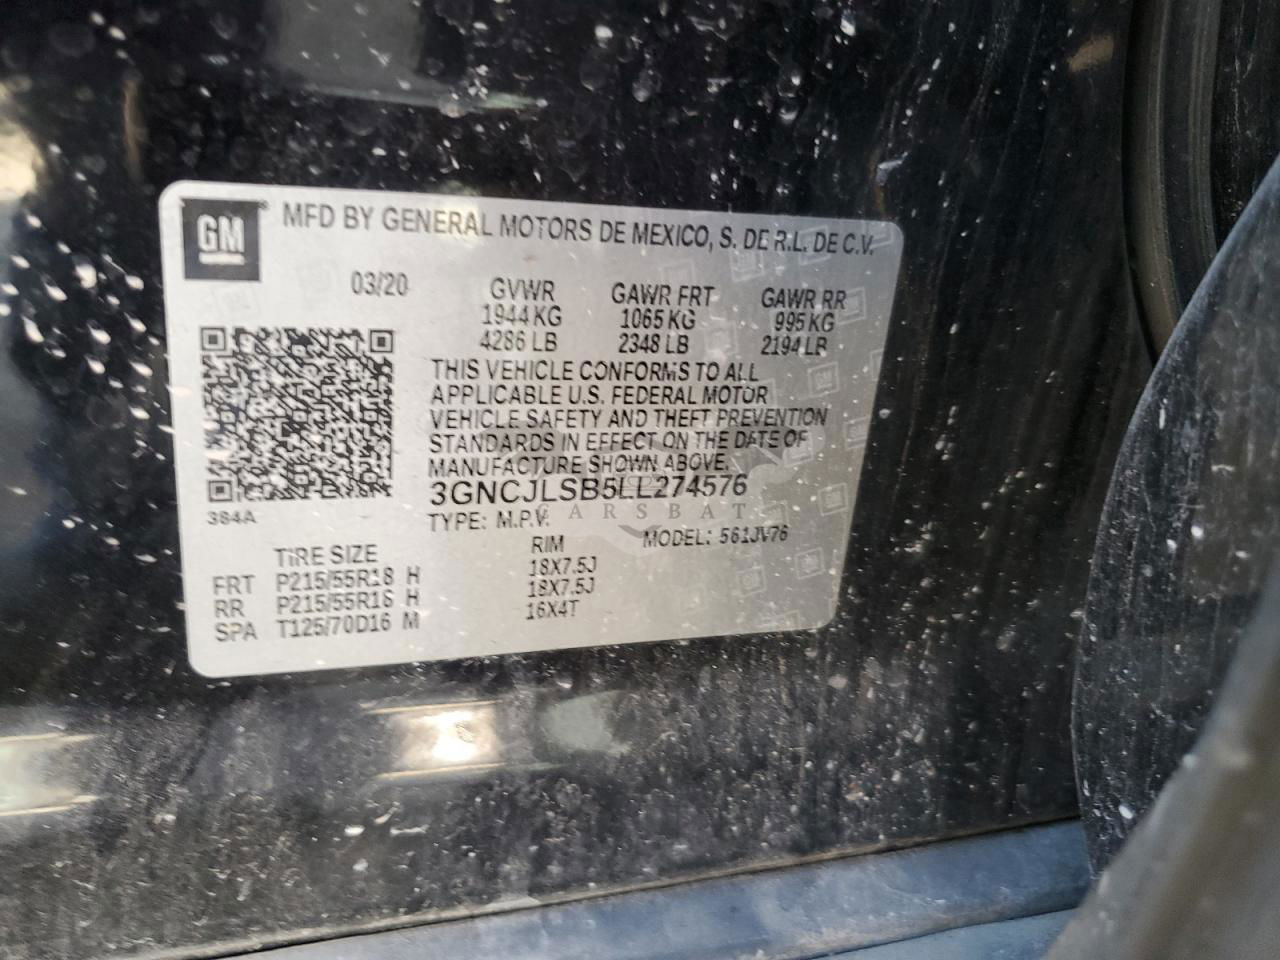 GM
MFD BY GENERAL MOTORS DE MEXICO, S. DE R.L. DE C.V.
03/20 GVWR GAWR FRT GAWR RR
1944 KG 1065 KG 995 KG
4286 LB 2348 LB 2194 LB
THIS VEHICLE CONFORMS TO ALL
APPLICABLE U.S. FEDERAL MOTOR
VEHICLE SAFETY AND THEFT PREVENTION
STANDARDS IN EFFECT ON THE DATE OF
MANUFACTURE SHOWN ABOVE.
3GNCJLSB5LL274576
384A
TYPE: M.P.V. MODEL: 561JV76
CARSBAT
TIRE SIZE RIM
FRT P215/55R18 H 18X7.5J
RR P215/55R18 H 18X7.5J
SPA T125/70D16 M 16X4T